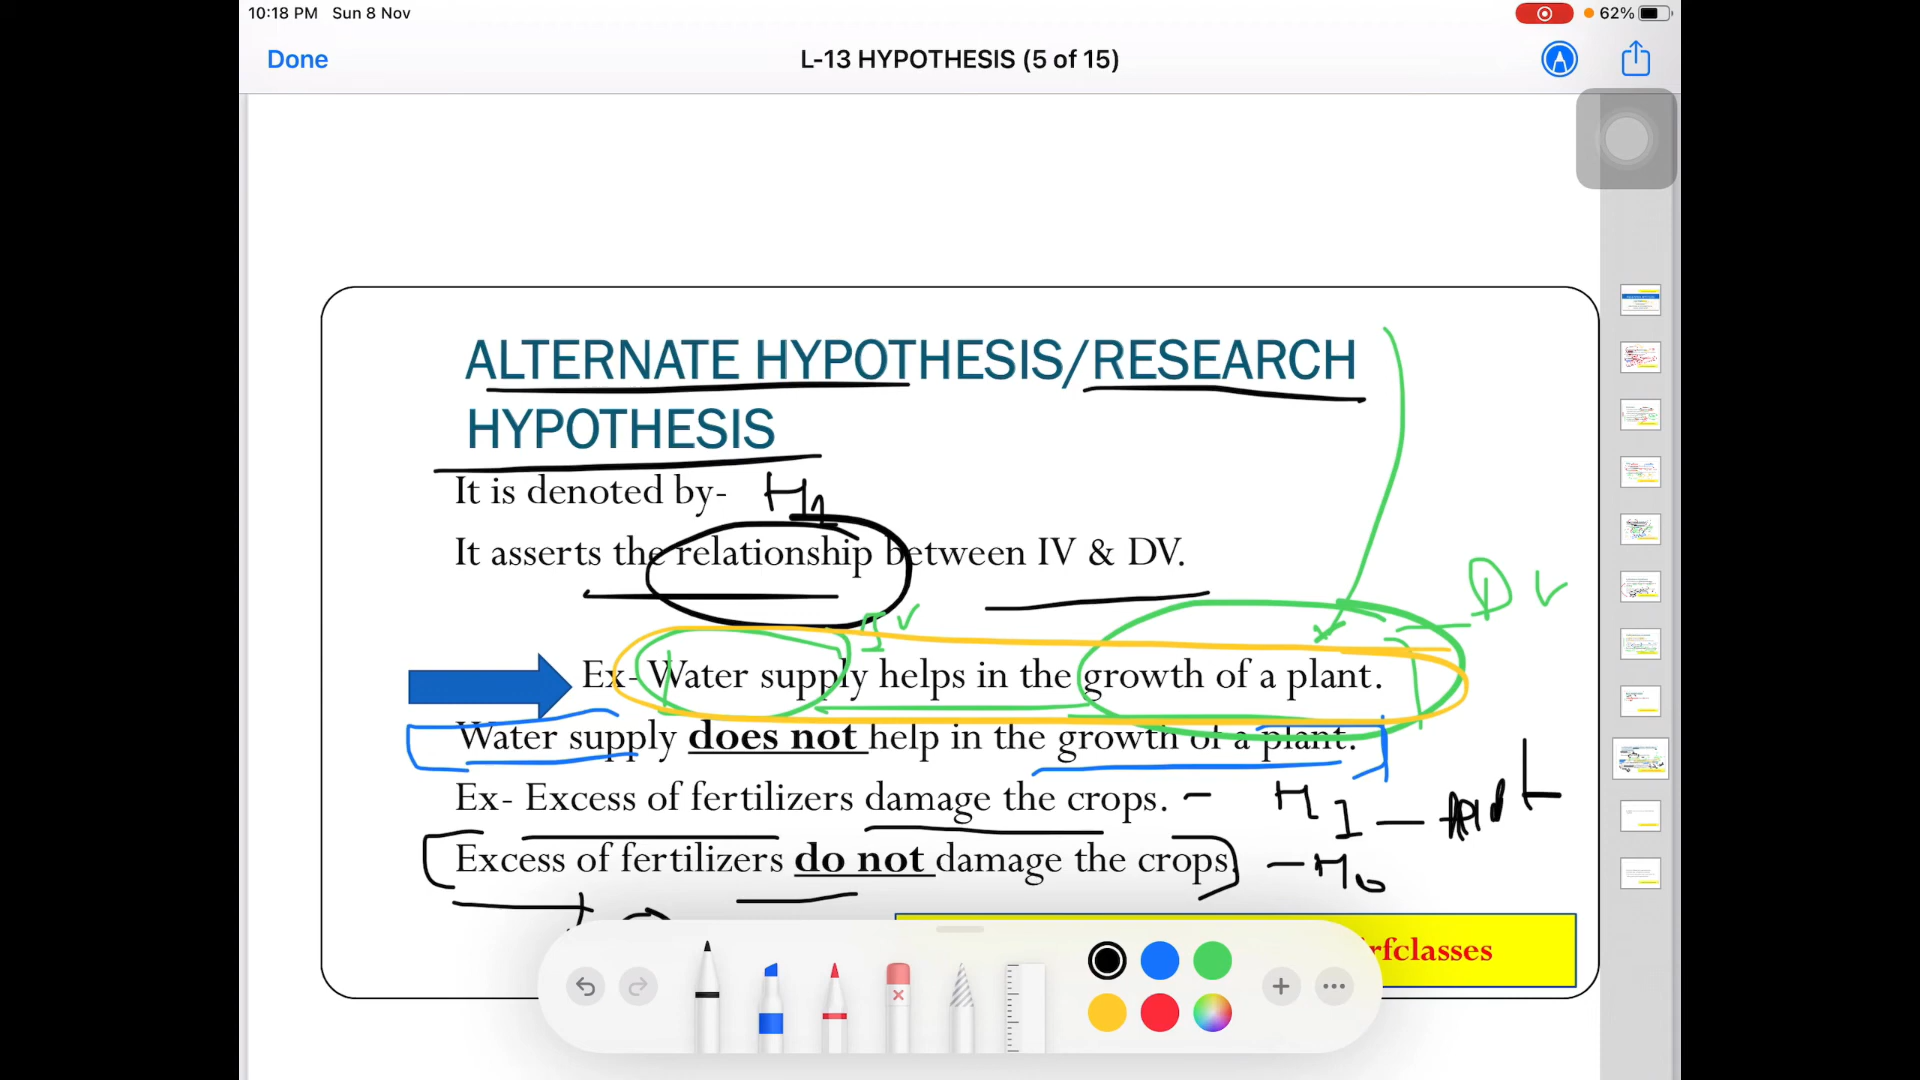 10:18 PM Sun 8 Nov
62%
Done
L-13 HYPOTHESIS (5 of 15)
ALTERNATE HYPOTHESIS/RESEARCH
HYPOTHESIS
It is denoted by- H1
It asserts the relationship between IV & DV.
IV
DV
Ex- Water supply helps in the growth of a plant.
Water supply does not help in the growth of a plant.
Ex- Excess of fertilizers damage the crops. - H1 -
Excess of fertilizers do not damage the crops. - H0
rfclasses